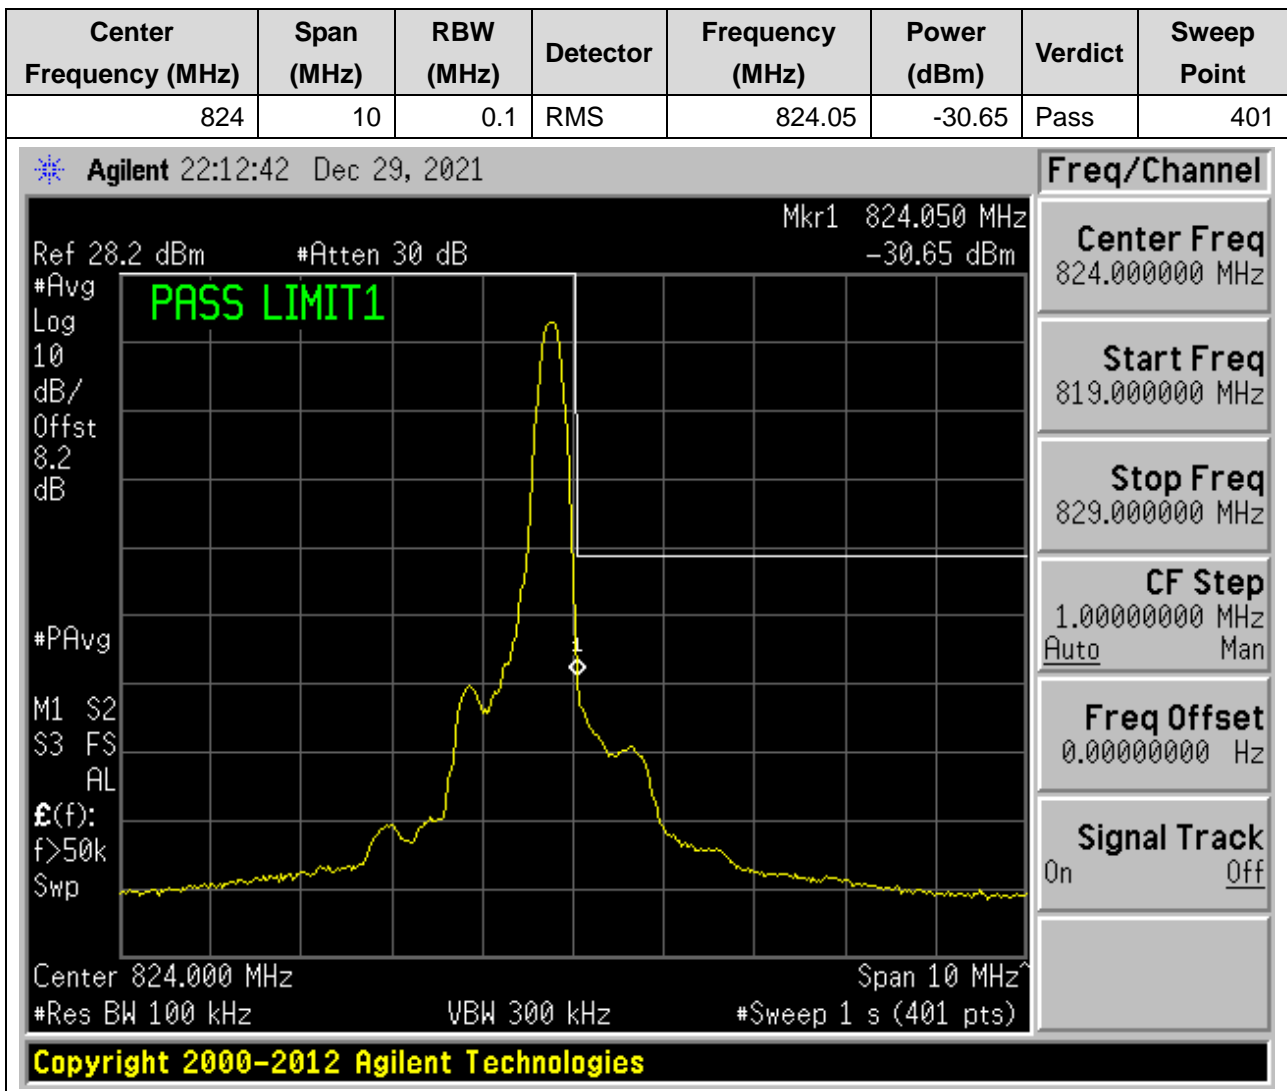 Center Frequency (MHz) Span (MHz) RBW (MHz) Detector Frequency (MHz) Power (dBm) Verdict Sweep Point
824 10 0.1 RMS 824.05 -30.65 Pass 401
Agilent 22:12:42 Dec 29, 2021
Freq/Channel
Mkr1 824.050 MHz
Ref 28.2 dBm #Atten 30 dB -30.65 dBm
#Avg
Log
10
dB/
Offst
8.2
dB
PASS LIMIT1
1
#PAvg
M1 S2
S3 FS
AL
£(f):
f>50k
Swp
Center 824.000 MHz Span 10 MHz^
#Res BW 100 kHz VBW 300 kHz #Sweep 1 s (401 pts)
Center Freq
824.000000 MHz
Start Freq
819.000000 MHz
Stop Freq
829.000000 MHz
CF Step
1.00000000 MHz
Auto Man
Freq Offset
0.00000000 Hz
Signal Track
On Off
Copyright 2000-2012 Agilent Technologies